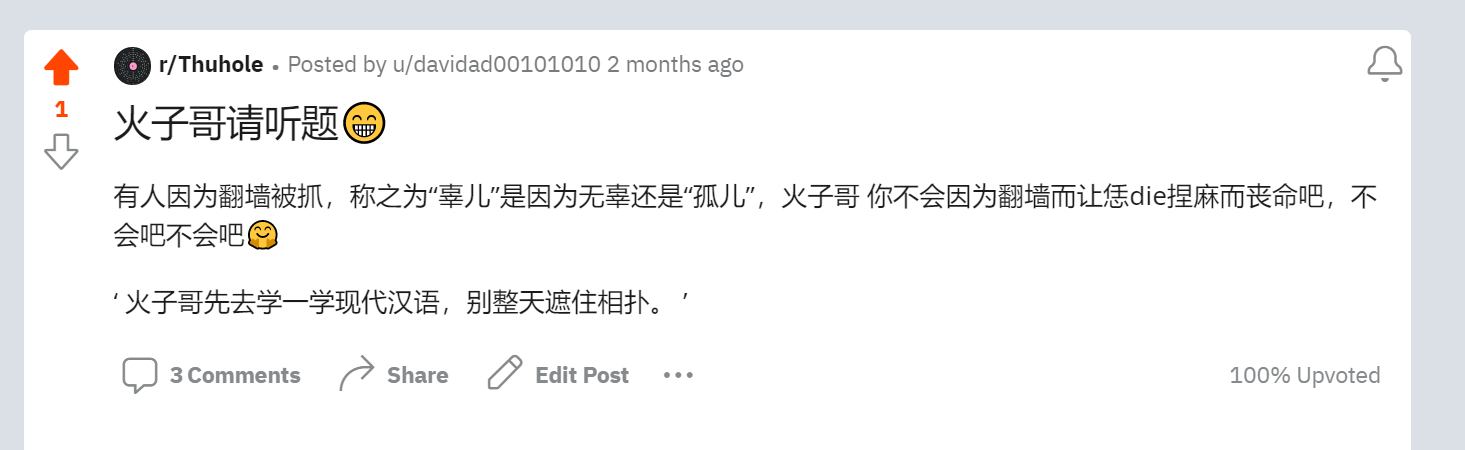 r/Thuhole • Posted by u/davidad00101010 2 months ago
1
火子哥请听题😁
有人因为翻墙被抓，称之为“辜儿”是因为无辜还是“孤儿”，火子哥 你不会因为翻墙而让恁die捏麻而丧命吧，不
会吧不会吧🤗
‘ 火子哥先去学一学现代汉语，别整天遮住相扑。 ’
3 Comments Share Edit Post ••• 100% Upvoted